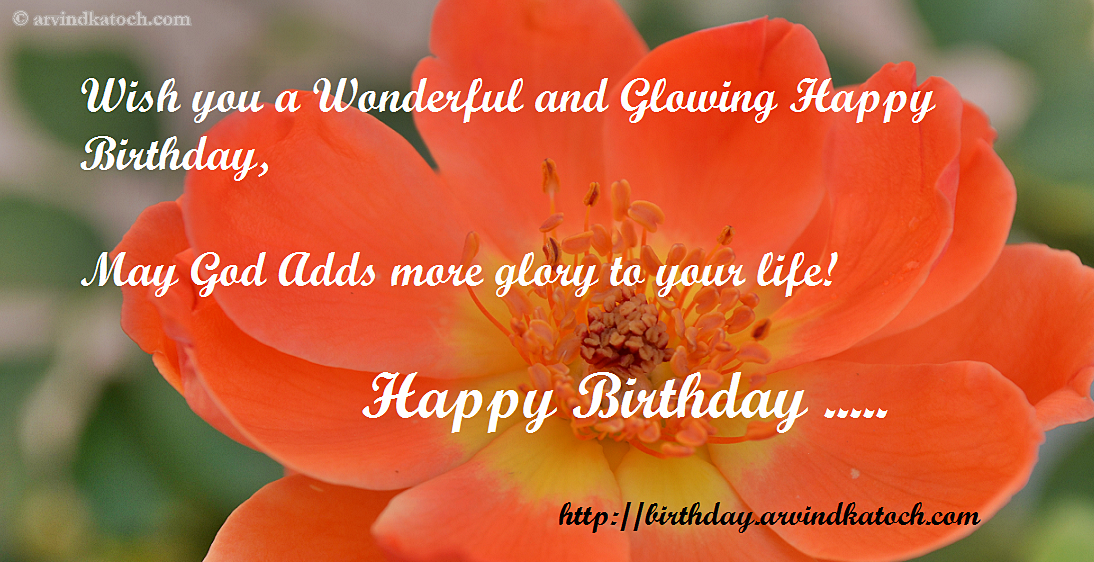 © arvindkatoch.com
Wish you a Wonderful and Glowing Happy
Birthday,
May God Adds more glory to your life!
Happy Birthday .....
http://birthday.arvindkatoch.com